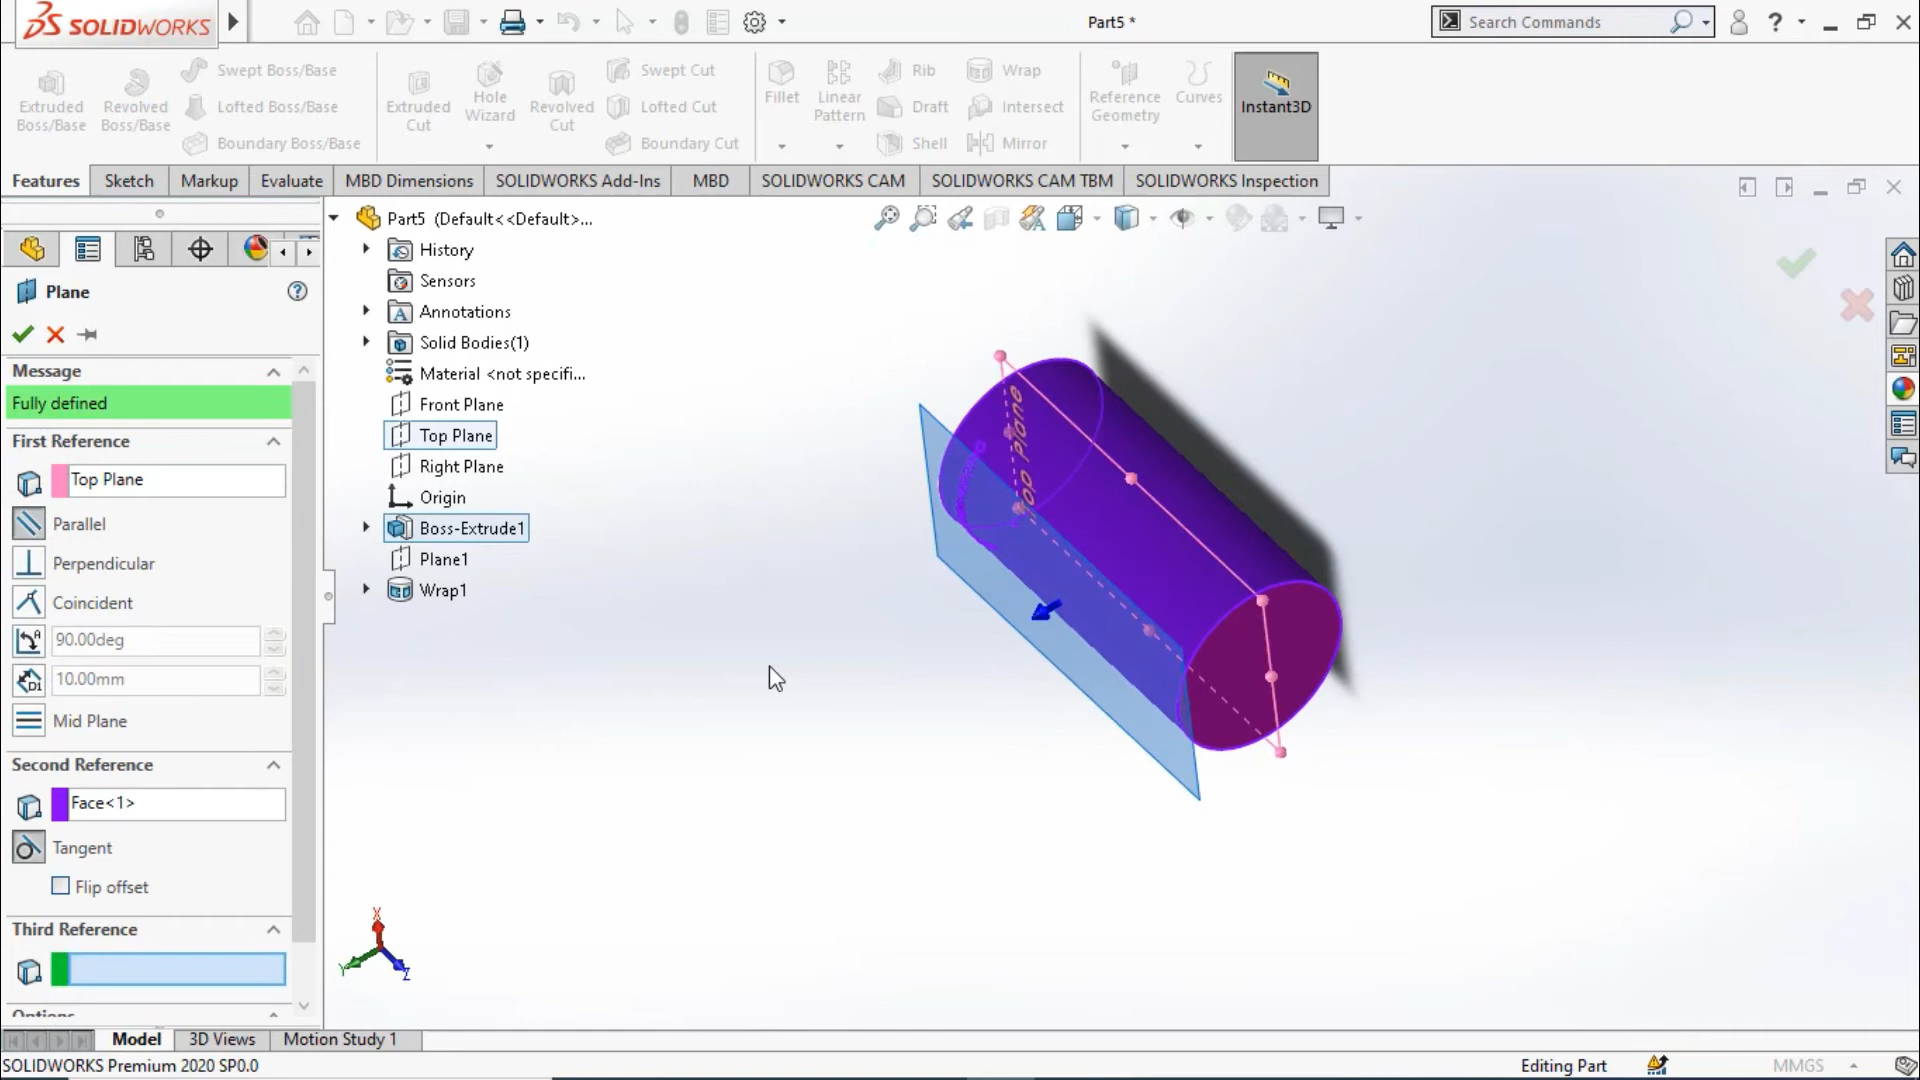 SOLIDWORKS
Part5 *
Search Commands
Extruded Boss/Base
Revolved Boss/Base
Swept Boss/Base
Lofted Boss/Base
Boundary Boss/Base
Extruded Cut
Hole Wizard
Revolved Cut
Swept Cut
Lofted Cut
Boundary Cut
Fillet
Linear Pattern
Rib
Draft
Shell
Wrap
Intersect
Mirror
Reference Geometry
Curves
Instant3D
Features
Sketch
Markup
Evaluate
MBD Dimensions
SOLIDWORKS Add-Ins
MBD
SOLIDWORKS CAM
SOLIDWORKS CAM TBM
SOLIDWORKS Inspection
Plane
Message
Fully defined
First Reference
Top Plane
Parallel
Perpendicular
Coincident
90.00deg
10.00mm
Mid Plane
Second Reference
Face<1>
Tangent
Flip offset
Third Reference
Options
Part5 (Default<<Default>...
History
Sensors
Annotations
Solid Bodies(1)
Material <not specifi...
Front Plane
Top Plane
Right Plane
Origin
Boss-Extrude1
Plane1
Wrap1
Top Plane
X
Y
Z
Model
3D Views
Motion Study 1
SOLIDWORKS Premium 2020 SP0.0
Editing Part
MMGS